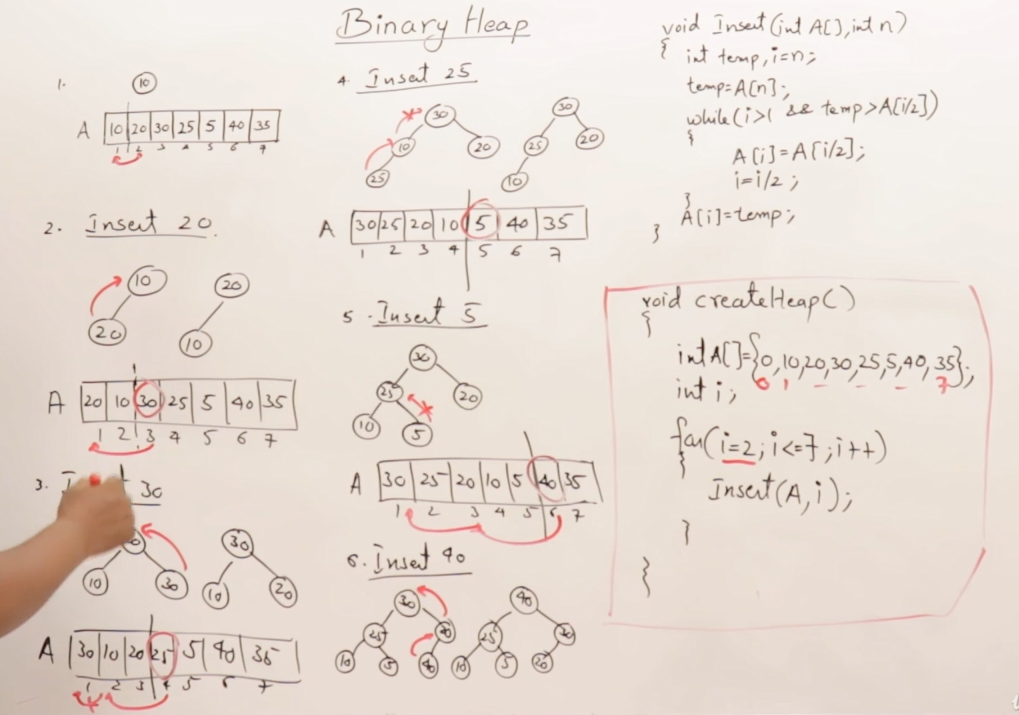 Binary Heap
1.
10
A 10 20 30 25 5 40 35
1 2 3 4 5 6 7
2. Insert 20.
10
20
20
10
A 20 10 30 25 5 40 35
1 2 3 4 5 6 7
3. 30
10
30
30
10
20
A 30 10 20 25 5 40 35
1 2 3 4 5 6 7
4. Insert 25
30
10
20
25
30
25
20
10
A 30 25 20 10 5 40 35
1 2 3 4 5 6 7
5. Insert 5
30
25
20
10
5
A 30 25 20 10 5 40 35
1 2 3 4 5 6 7
6. Insert 40
30
25
10
5
40
40
25
10
5
20
void Insert(int A[], int n)
{
int temp, i=n;
temp=A[n];
while(i>1 && temp>A[i/2])
{
A[i]=A[i/2];
i=i/2;
}
A[i]=temp;
}
void createHeap()
{
int A[]={0,10,20,30,25,5,40,35};
0 1 7
int i;
for(i=2;i<=7;i++)
{
Insert(A,i);
}
}